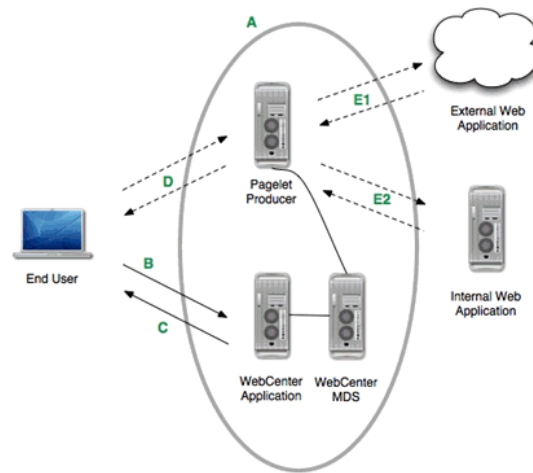 A
E1
External Web
Application
D
Pagelet
Producer
E2
End User
B
C
Internal Web
Application
WebCenter
Application
WebCenter
MDS